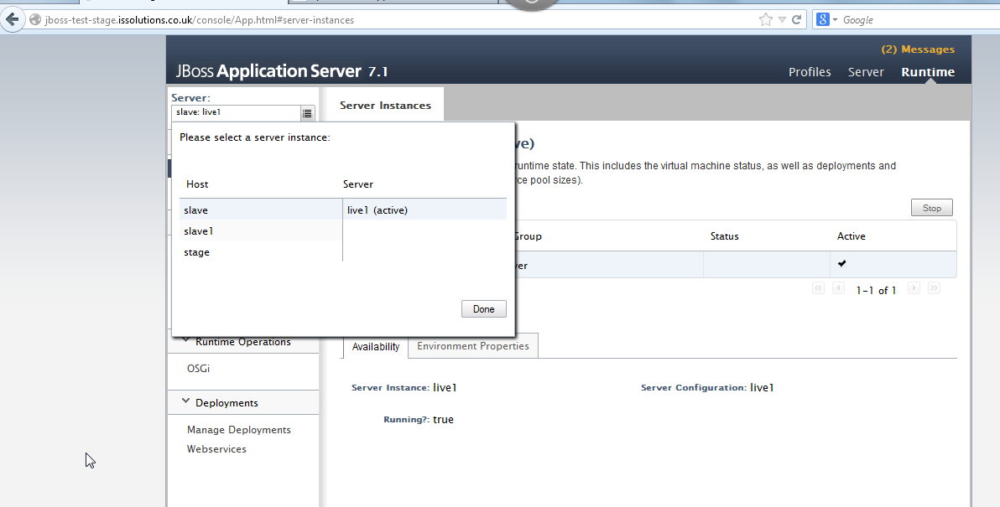 jboss-test-stage.issolutions.co.uk/console/App.html#server-instances
8
Google
(2) Messages
JBoss Application Server 7.1
Profiles Server Runtime
Server:
slave: live1
Server Instances
Please select a server instance:
Host Server
slave live1 (active)
slave1
stage
Done
runtime state. This includes the virtual machine status, as well as deployments and
pool sizes).
Stop
Group Status Active
1-1 of 1
Runtime Operations
OSGi
Deployments
Manage Deployments
Webservices
Availability Environment Properties
Server Instance: live1 Server Configuration: live1
Running?: true